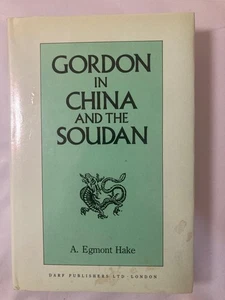 GORDON
IN
CHINA
AND THE
SOUDAN
A. Egmont Hake
DARF PUBLISHERS LTD LONDON